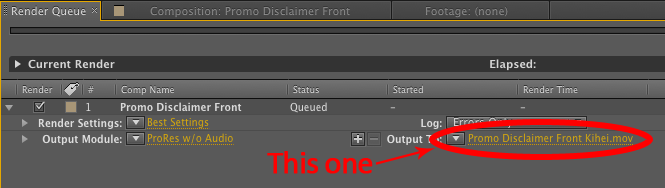 Render Queue × Composition: Promo Disclaimer Front Footage: (none)
Current Render Elapsed:
Render # Comp Name Status Started Render Time
1 Promo Disclaimer Front Queued – –
Render Settings: Best Settings Log: Errors Only
Output Module: ProRes w/o Audio + – Output To: Promo Disclaimer Front Kihei.mov
This one